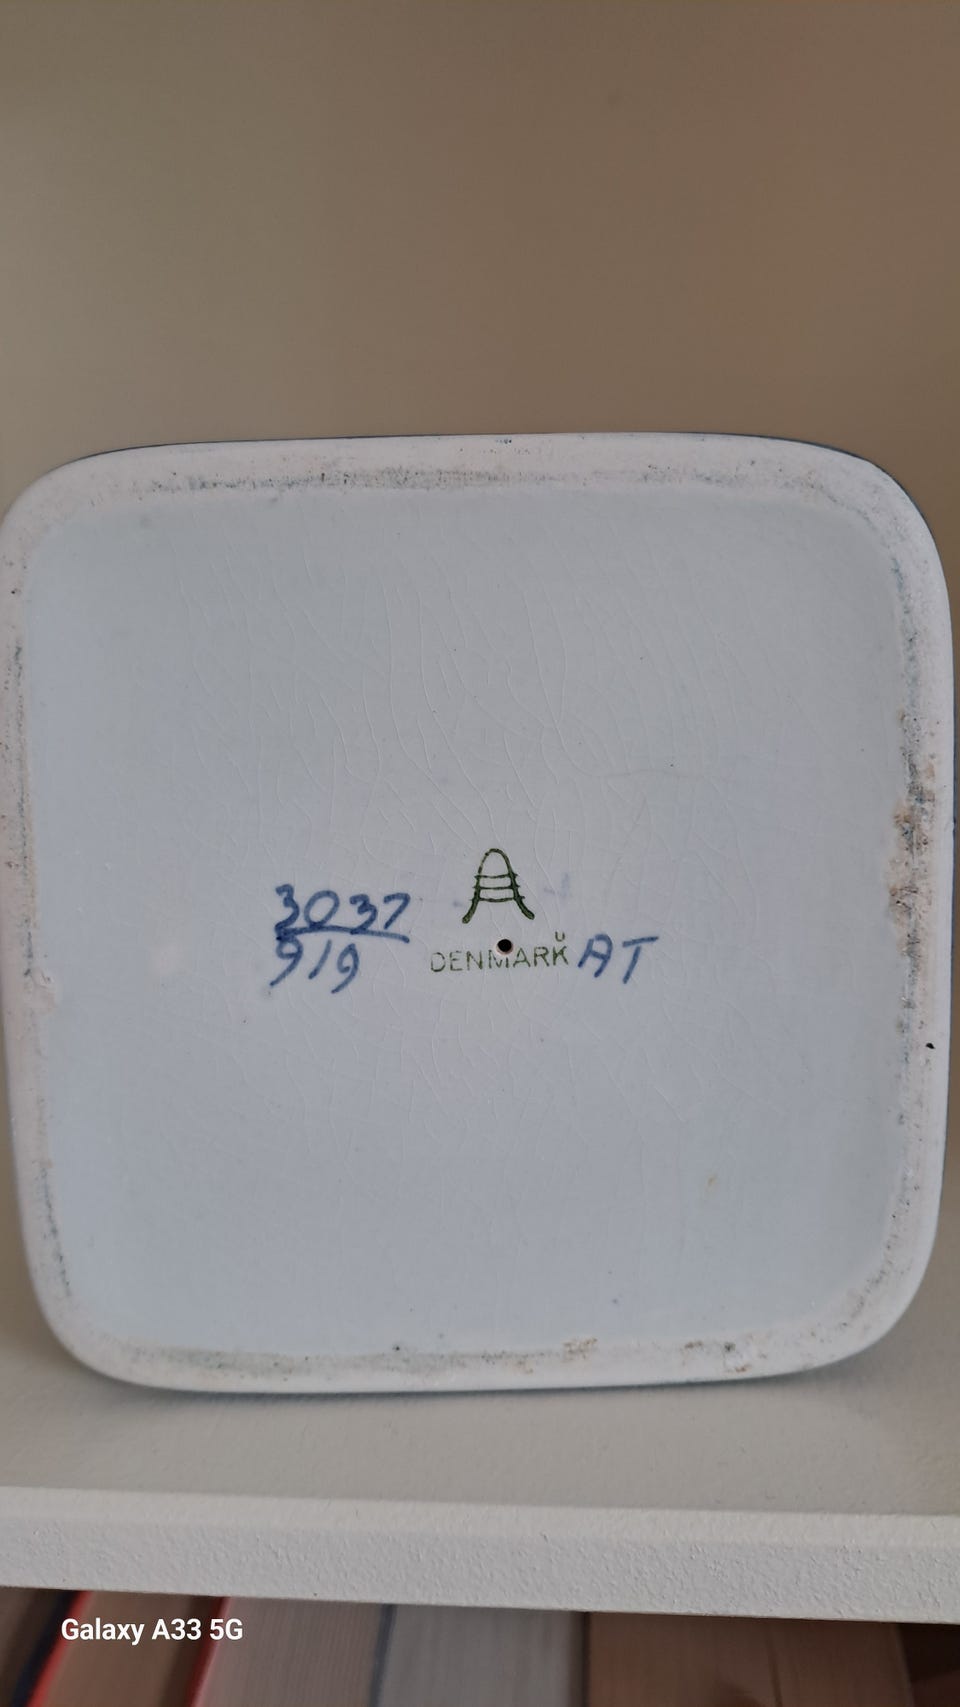 A
3037
919
DENMARK AT
Galaxy A33 5G